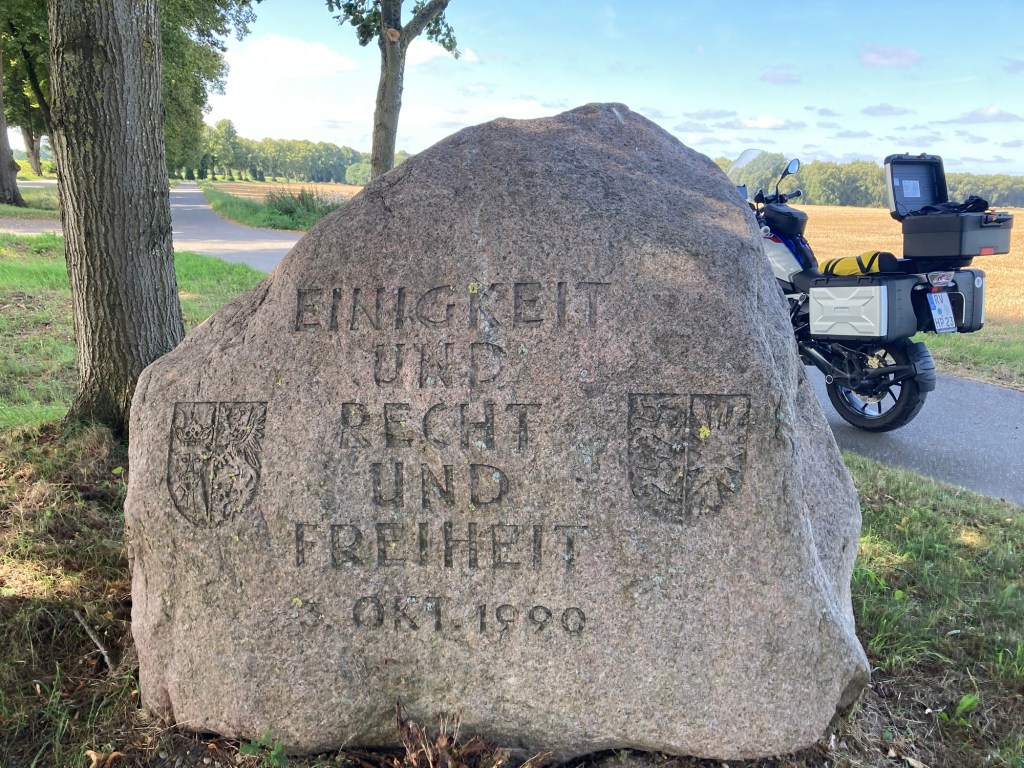 EINIGKEIT
UND
RECHT
UND
FREIHEIT
3. OKT. 1990